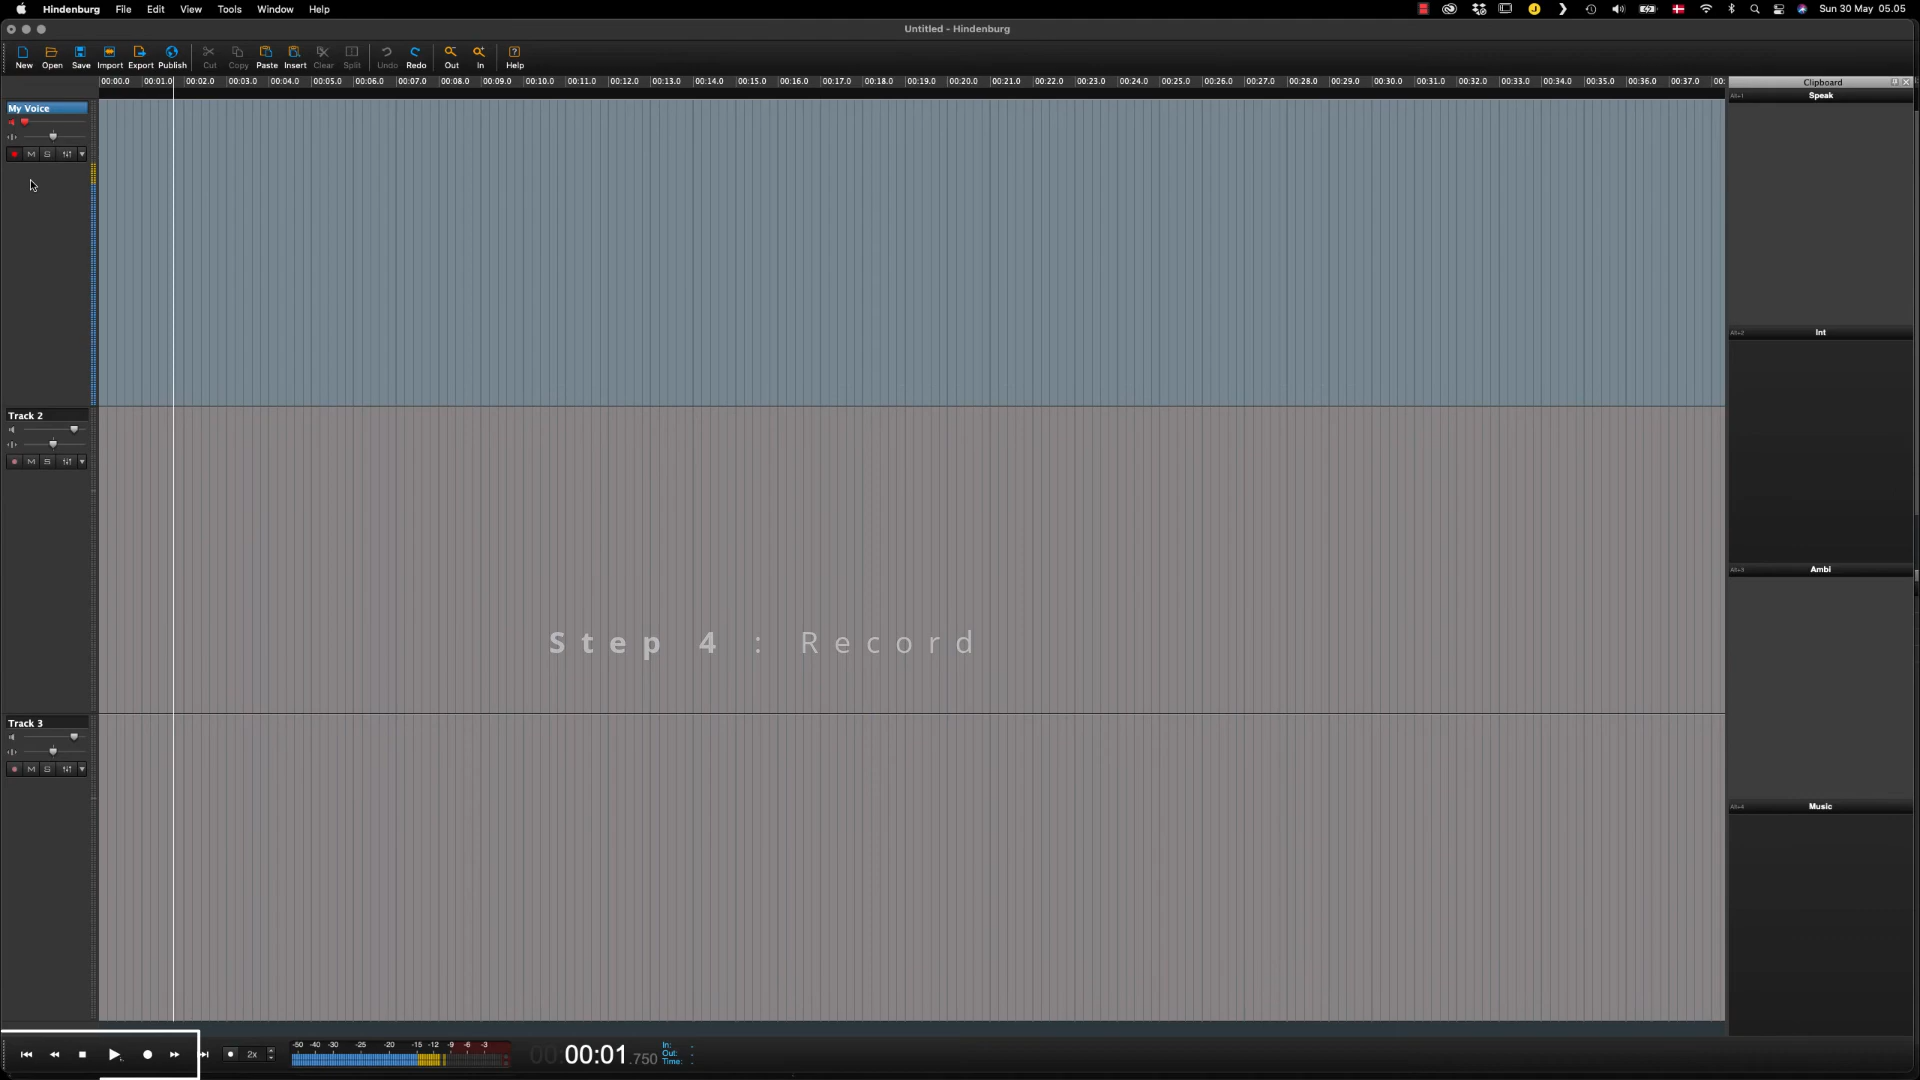 Hindenburg File Edit View Tools Window Help
Sun 30 May 05.05
Untitled - Hindenburg
New Open Save Import Export Publish Cut Copy Paste Insert Clear Split Undo Redo Out In Help
00:00.0 00:01.0 00:02.0 00:03.0 00:04.0 00:05.0 00:06.0 00:07.0 00:08.0 00:09.0 00:10.0 00:11.0 00:12.0 00:13.0 00:14.0 00:15.0 00:16.0 00:17.0 00:18.0 00:19.0 00:20.0 00:21.0 00:22.0 00:23.0 00:24.0 00:25.0 00:26.0 00:27.0 00:28.0 00:29.0 00:30.0 00:31.0 00:32.0 00:33.0 00:34.0 00:35.0 00:36.0 00:37.0 00:
Clipboard
Alt+1 Speak
My Voice
M S
Alt+2 Int
Track 2
M S
Alt+3 Ambi
Step 4 : Record
Track 3
M S
Alt+4 Music
2x
-50 -40 -30 -25 -20 -15 -12 -9 -6 -3
00 00:01.750
In: -
Out: -
Time: -